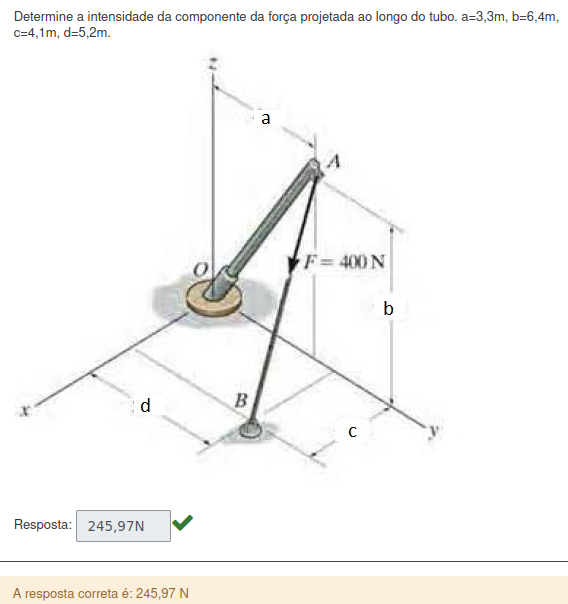 Determine a intensidade da componente da força projetada ao longo do tubo. a=3,3m, b=6,4m,
c=4,1m, d=5,2m.
z
a
A
O
F = 400 N
b
B
d
x
c
y
Resposta: 245,97N
A resposta correta é: 245,97 N